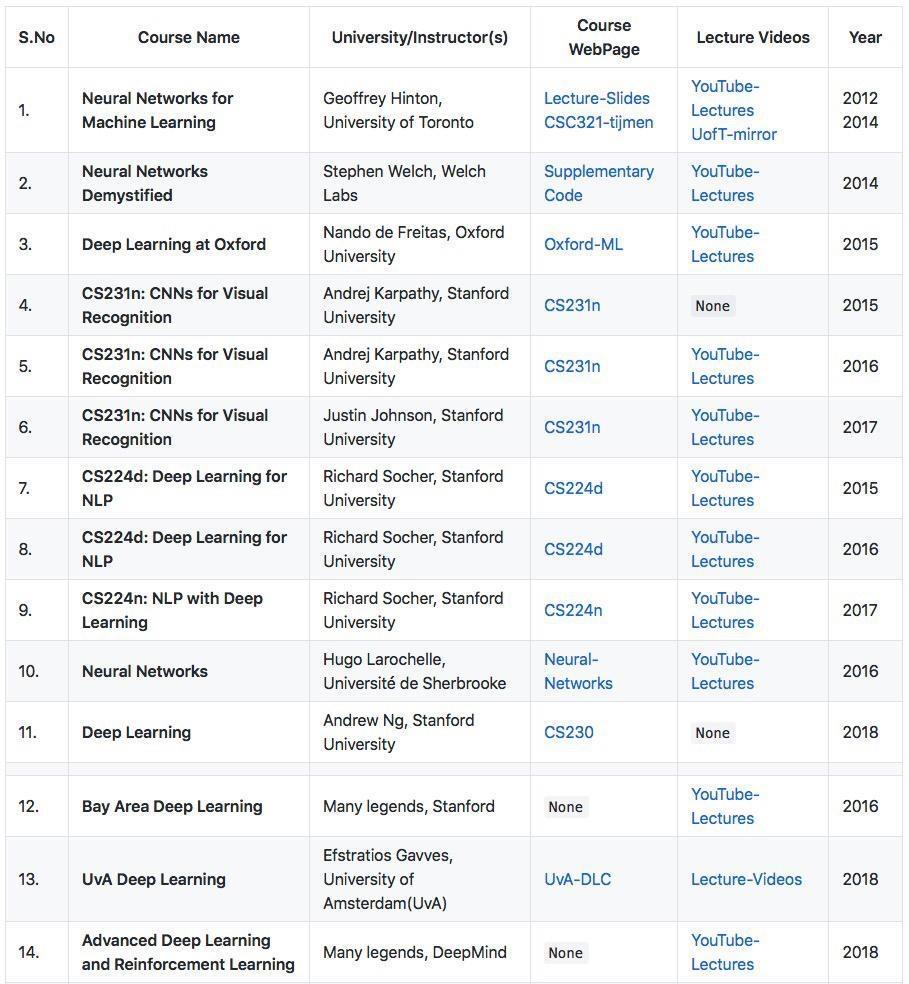 S.No Course Name University/Instructor(s) Course WebPage Lecture Videos Year
1. Neural Networks for Machine Learning Geoffrey Hinton, University of Toronto Lecture-Slides CSC321-tijmen YouTube-Lectures UofT-mirror 2012 2014
2. Neural Networks Demystified Stephen Welch, Welch Labs Supplementary Code YouTube-Lectures 2014
3. Deep Learning at Oxford Nando de Freitas, Oxford University Oxford-ML YouTube-Lectures 2015
4. CS231n: CNNs for Visual Recognition Andrej Karpathy, Stanford University CS231n None 2015
5. CS231n: CNNs for Visual Recognition Andrej Karpathy, Stanford University CS231n YouTube-Lectures 2016
6. CS231n: CNNs for Visual Recognition Justin Johnson, Stanford University CS231n YouTube-Lectures 2017
7. CS224d: Deep Learning for NLP Richard Socher, Stanford University CS224d YouTube-Lectures 2015
8. CS224d: Deep Learning for NLP Richard Socher, Stanford University CS224d YouTube-Lectures 2016
9. CS224n: NLP with Deep Learning Richard Socher, Stanford University CS224n YouTube-Lectures 2017
10. Neural Networks Hugo Larochelle, Université de Sherbrooke Neural-Networks YouTube-Lectures 2016
11. Deep Learning Andrew Ng, Stanford University CS230 None 2018
12. Bay Area Deep Learning Many legends, Stanford None YouTube-Lectures 2016
13. UvA Deep Learning Efstratios Gavves, University of Amsterdam(UvA) UvA-DLC Lecture-Videos 2018
14. Advanced Deep Learning and Reinforcement Learning Many legends, DeepMind None YouTube-Lectures 2018